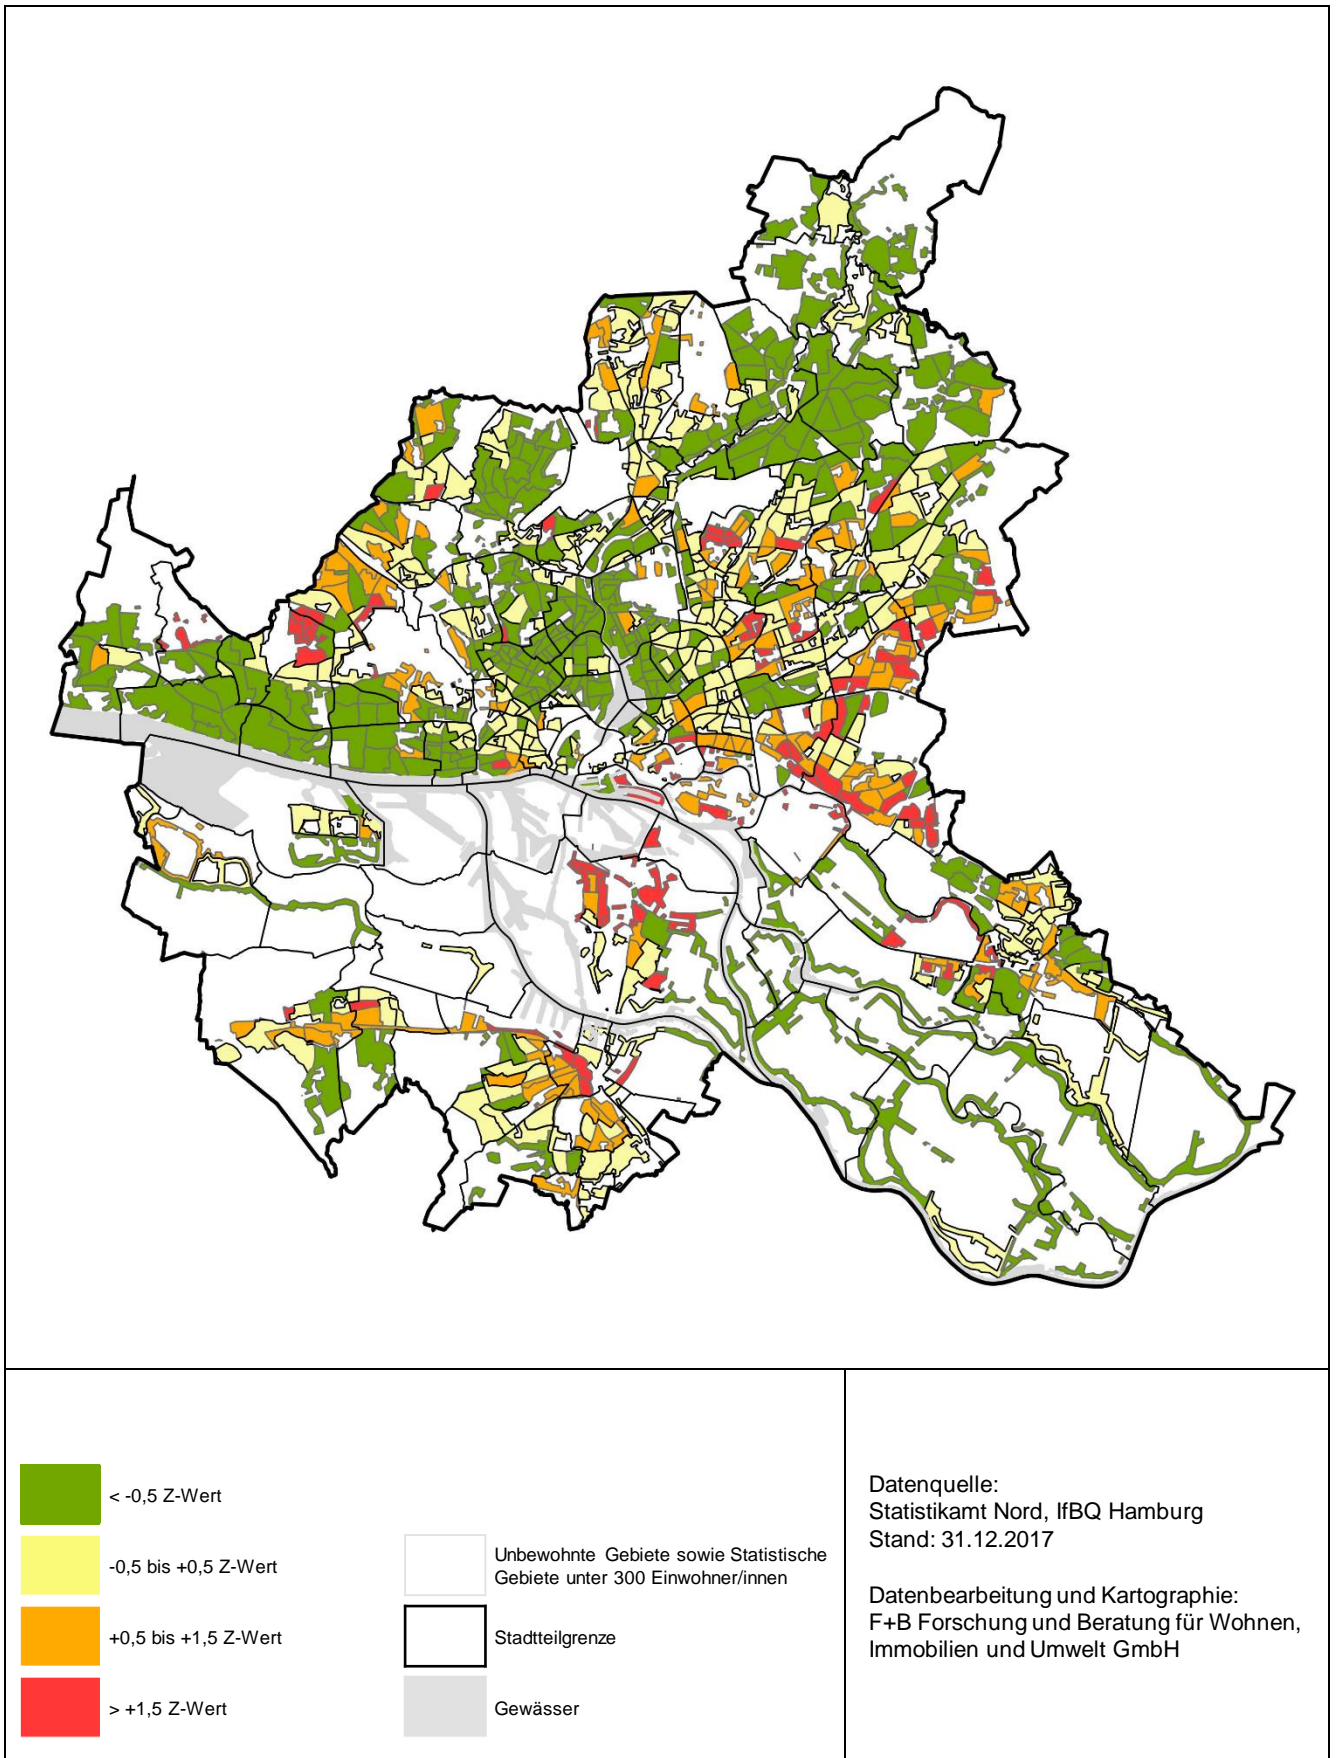 < -0,5 Z-Wert
-0,5 bis +0,5 Z-Wert
+0,5 bis +1,5 Z-Wert
> +1,5 Z-Wert
Unbewohnte Gebiete sowie Statistische
Gebiete unter 300 Einwohner/innen
Stadtteilgrenze
Gewässer
Datenquelle:
Statistikamt Nord, IfBQ Hamburg
Stand: 31.12.2017
Datenbearbeitung und Kartographie:
F+B Forschung und Beratung für Wohnen,
Immobilien und Umwelt GmbH